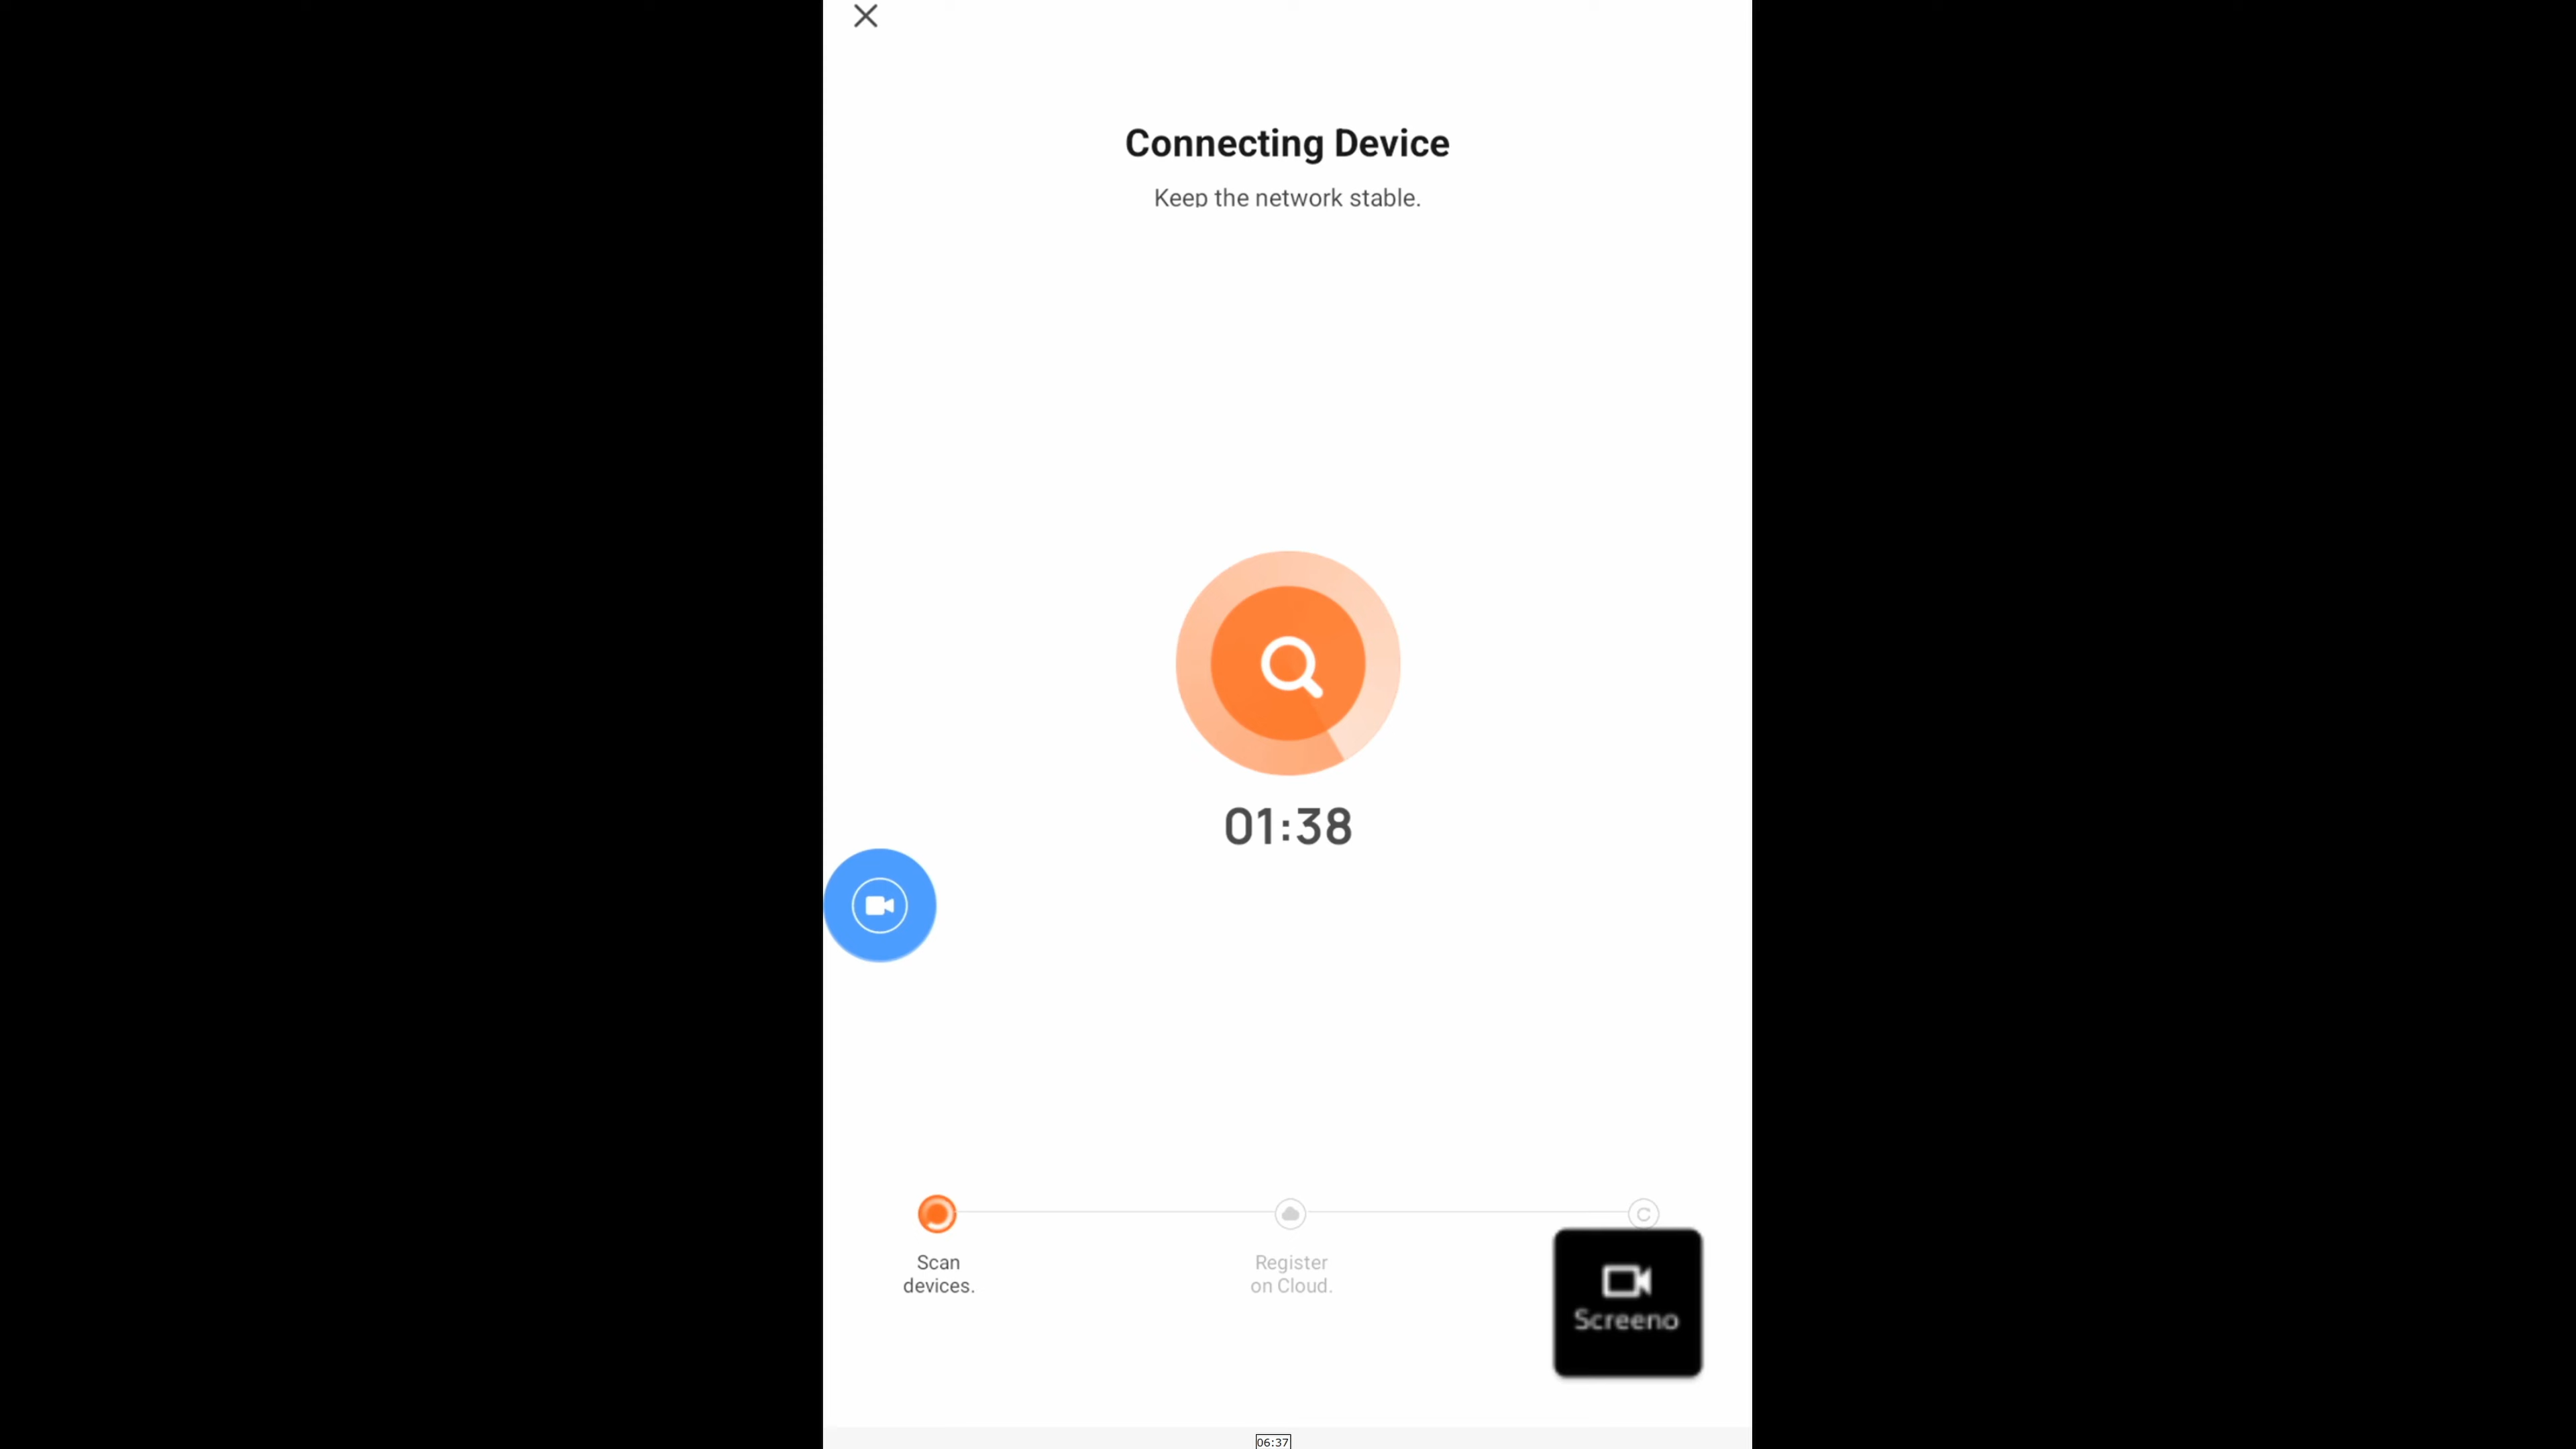 Connecting Device
Keep the network stable.
01:38
Scan
devices.
Register
on Cloud.
Screeno
06:37